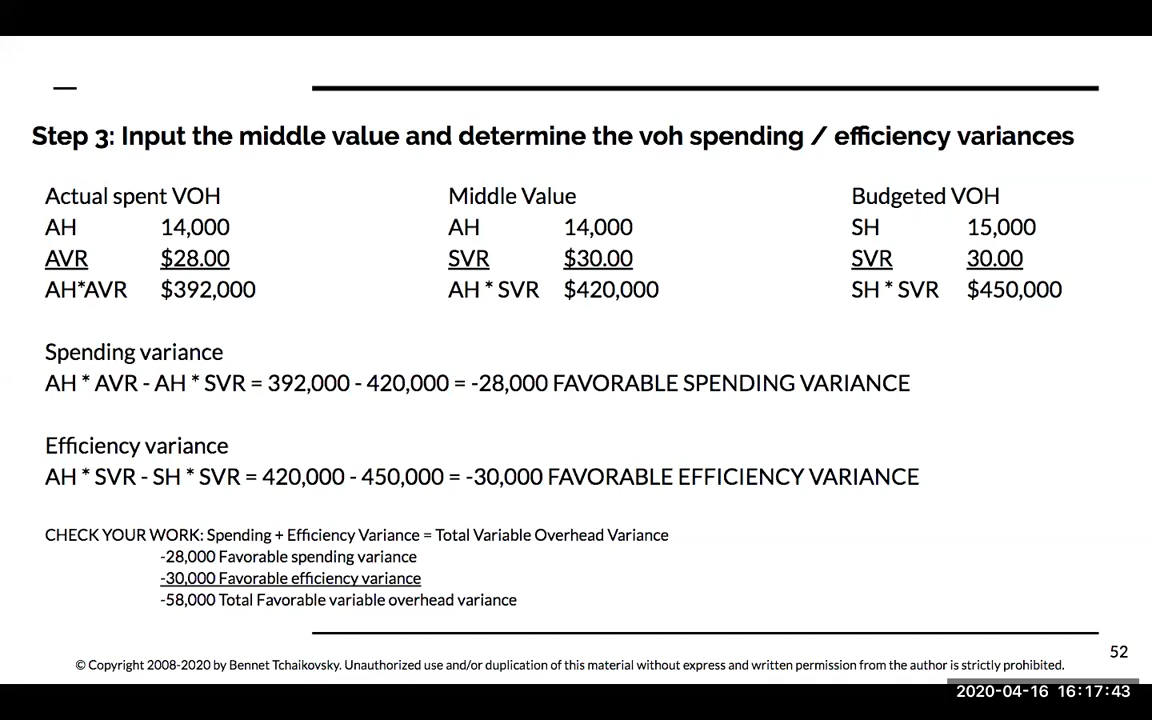 Step 3: Input the middle value and determine the voh spending / efficiency variances
Actual spent VOH Middle Value Budgeted VOH
AH 14,000 AH 14,000 SH 15,000
AVR $28.00 SVR $30.00 SVR 30.00
AH*AVR $392,000 AH * SVR $420,000 SH * SVR $450,000
Spending variance
AH * AVR - AH * SVR = 392,000 - 420,000 = -28,000 FAVORABLE SPENDING VARIANCE
Efficiency variance
AH * SVR - SH * SVR = 420,000 - 450,000 = -30,000 FAVORABLE EFFICIENCY VARIANCE
CHECK YOUR WORK: Spending + Efficiency Variance = Total Variable Overhead Variance
-28,000 Favorable spending variance
-30,000 Favorable efficiency variance
-58,000 Total Favorable variable overhead variance
52
© Copyright 2008-2020 by Bennet Tchaikovsky. Unauthorized use and/or duplication of this material without express and written permission from the author is strictly prohibited.
2020-04-16 16:17:43